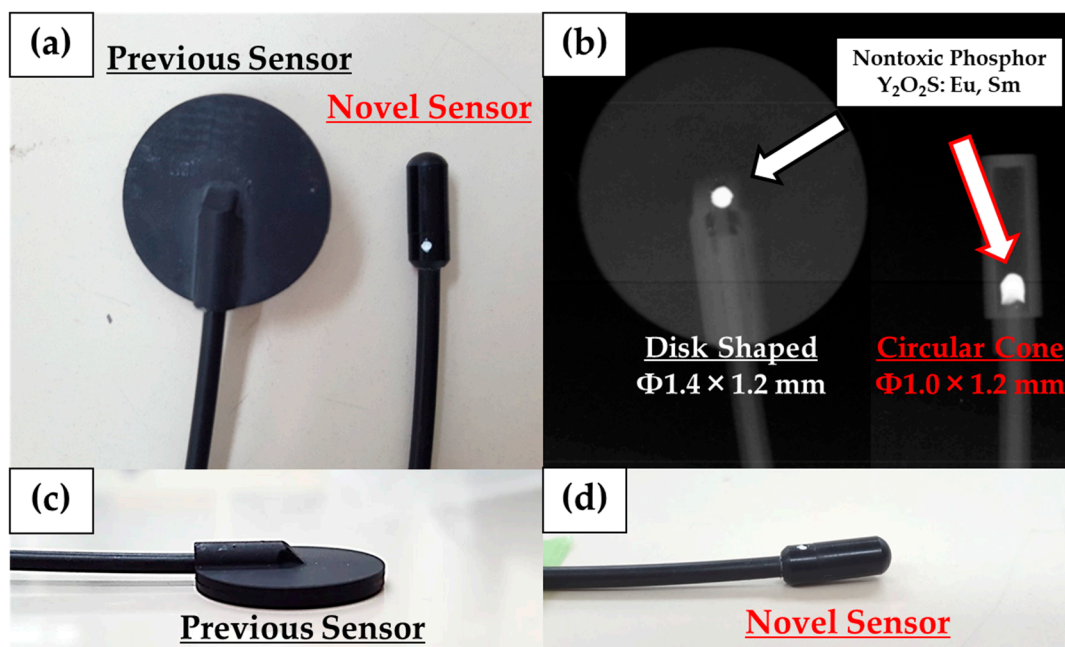 (a)
Previous Sensor
Novel Sensor
(b)
Nontoxic Phosphor
Y₂O₂S: Eu, Sm
Disk Shaped
Φ1.4 × 1.2 mm
Circular Cone
Φ1.0 × 1.2 mm
(c)
Previous Sensor
(d)
Novel Sensor